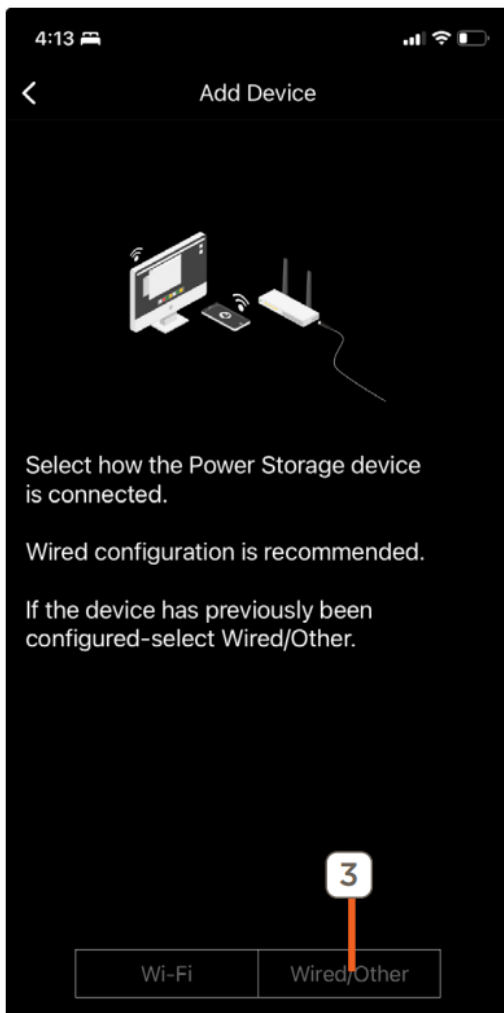 4:13
Add Device
Select how the Power Storage device
is connected.
Wired configuration is recommended.
If the device has previously been
configured-select Wired/Other.
3
Wi-Fi
Wired/Other